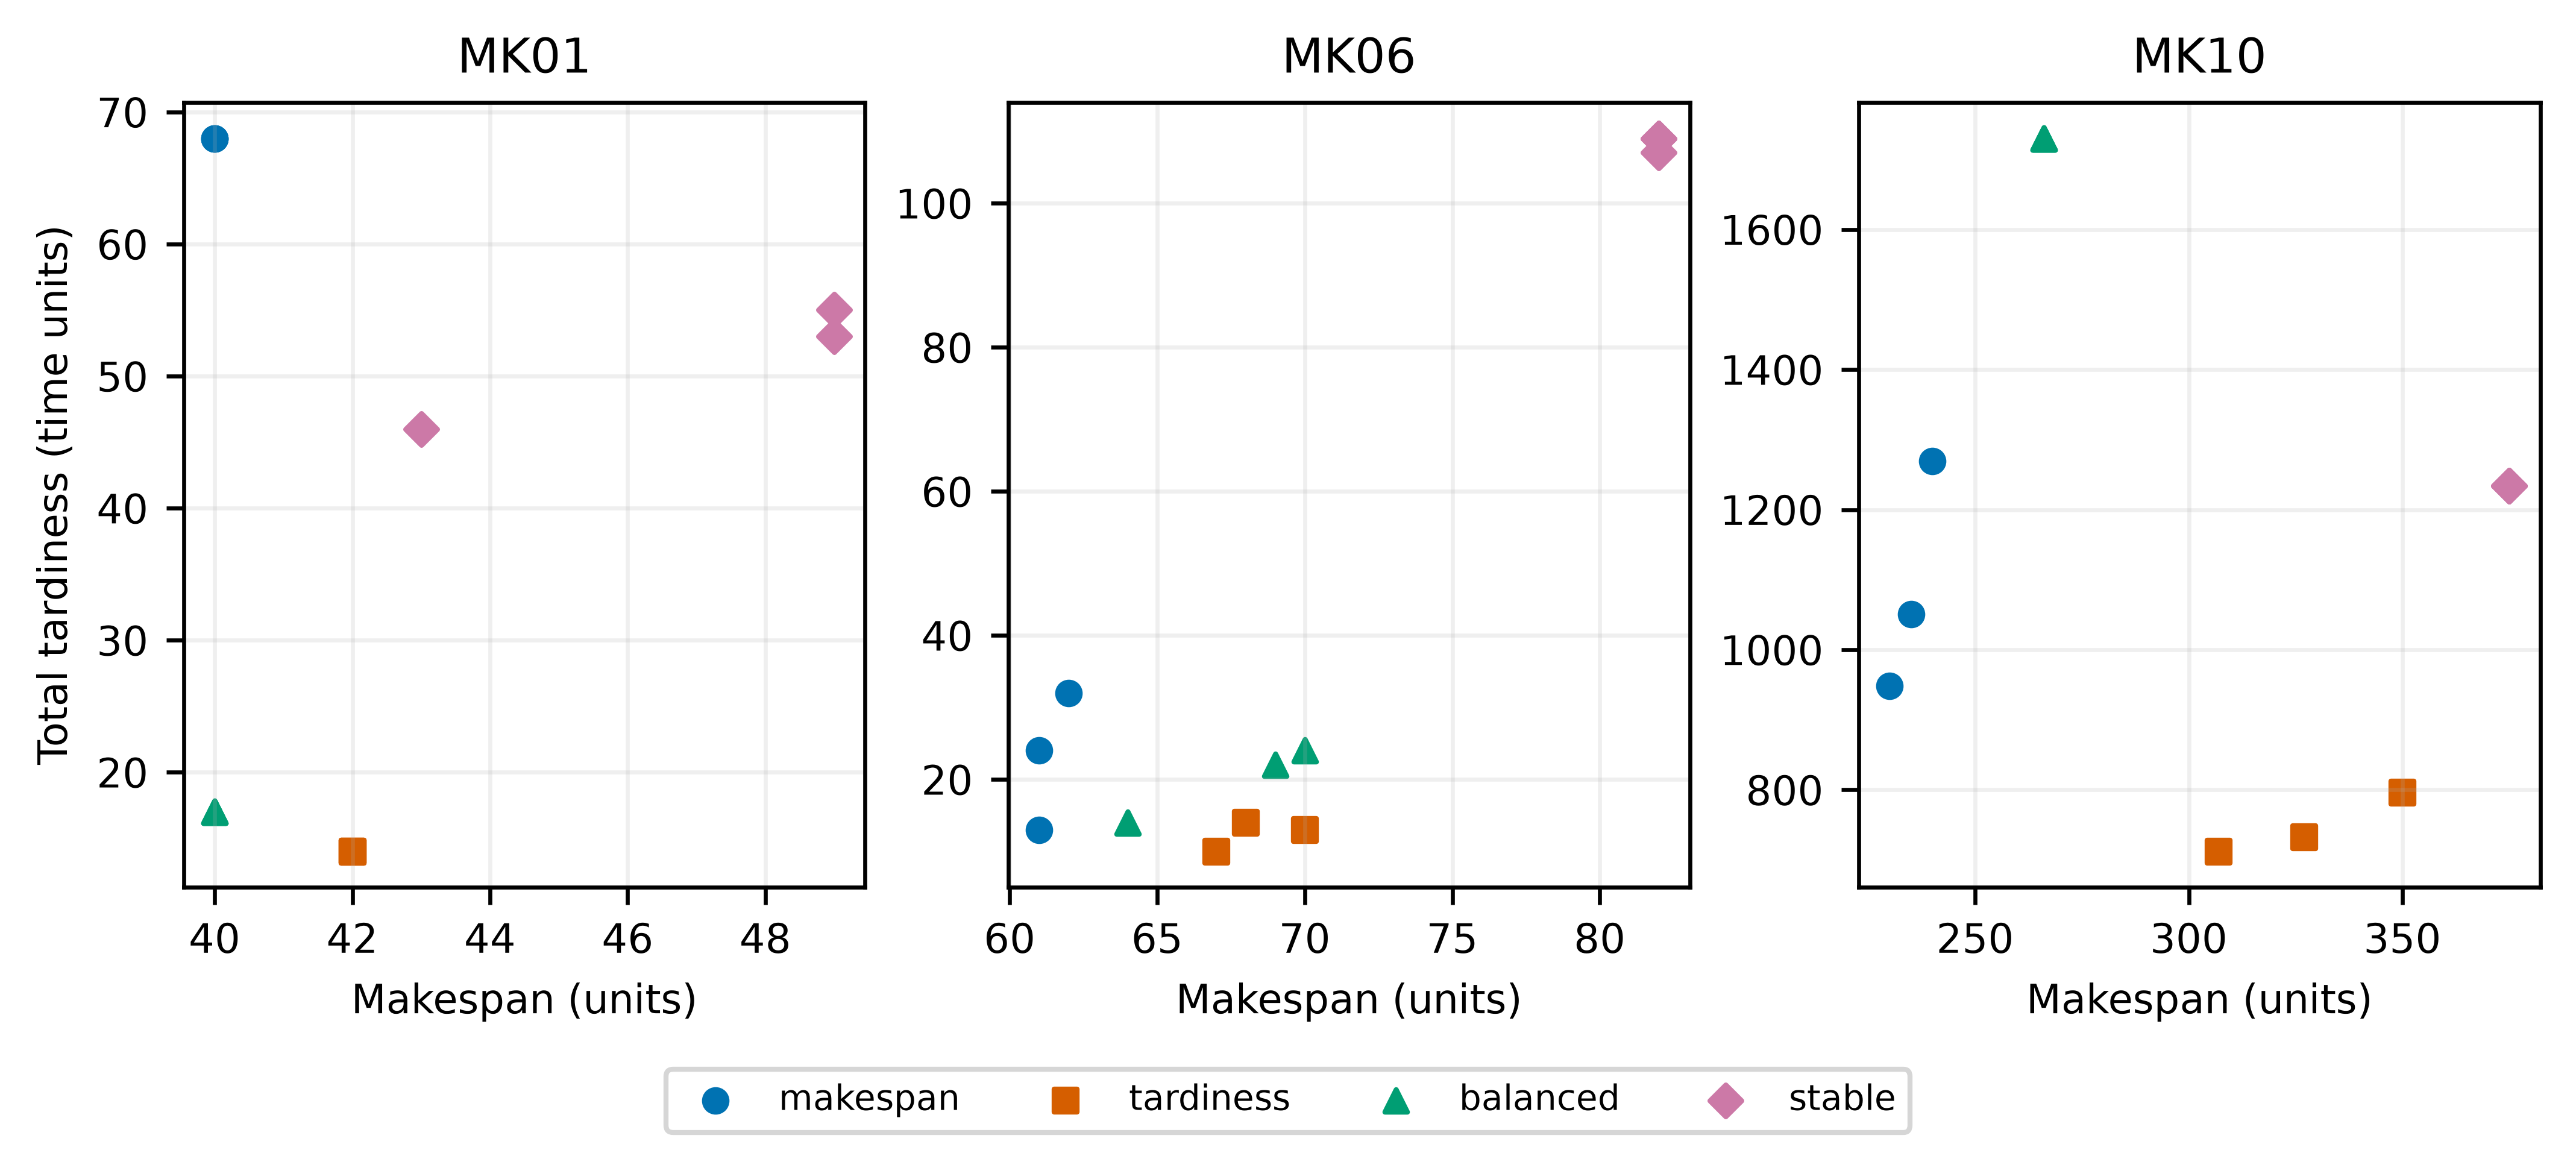 MK01
MK06
MK10
Total tardiness (time units)
70
60
50
40
30
20
40 42 44 46 48
Makespan (units)
100
80
60
40
20
60 65 70 75 80
Makespan (units)
1600
1400
1200
1000
800
250 300 350
Makespan (units)
makespan tardiness balanced stable